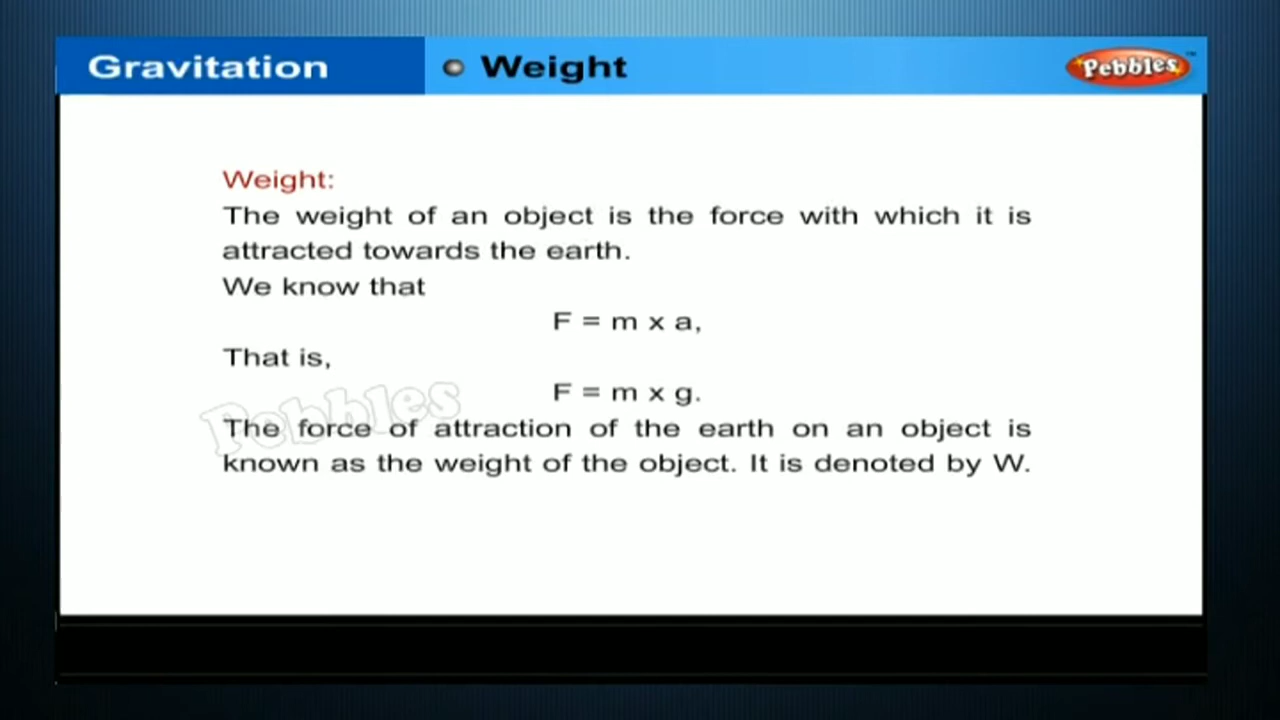 Gravitation
Weight
Pebbles™
Weight:
The weight of an object is the force with which it is
attracted towards the earth.
We know that
F = m x a,
That is,
F = m x g.
Pebbles
The force of attraction of the earth on an object is
known as the weight of the object. It is denoted by W.